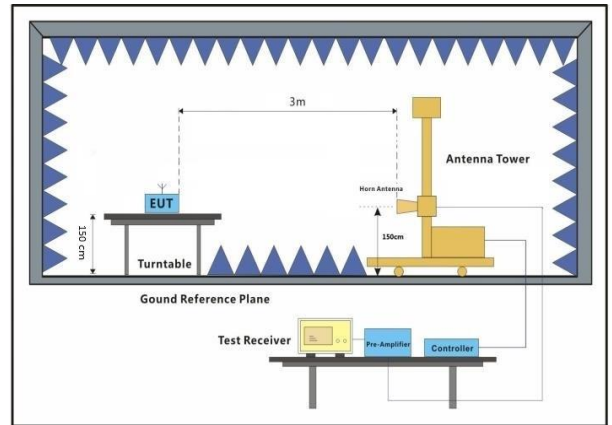 3m
Antenna Tower
Horn Antenna
EUT
150 cm
150cm
Turntable
Gound Reference Plane
Test Receiver
Pre-Amplifier
Controller